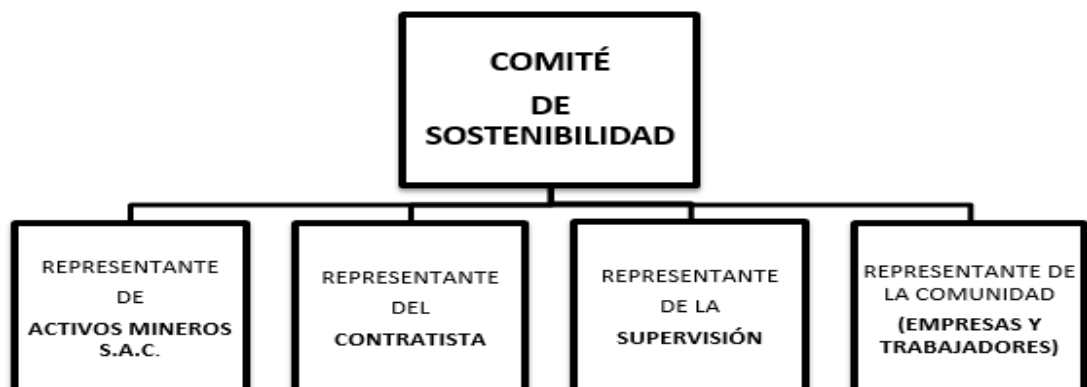 COMITÉ
DE
SOSTENIBILIDAD
REPRESENTANTE
DE
ACTIVOS MINEROS
S.A.C.
REPRESENTANTE
DEL
CONTRATISTA
REPRESENTANTE
DE LA
SUPERVISIÓN
REPRESENTANTE DE
LA COMUNIDAD
(EMPRESAS Y
TRABAJADORES)